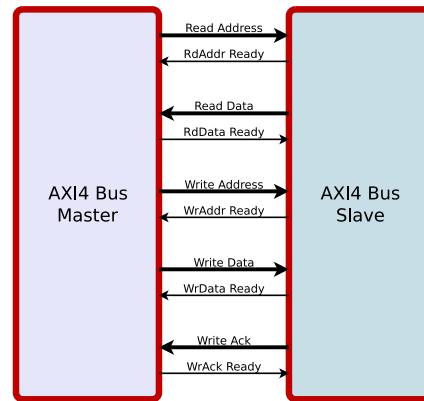 Read Address
RdAddr Ready
Read Data
RdData Ready
AXI4 Bus
Master
Write Address
WrAddr Ready
AXI4 Bus
Slave
Write Data
WrData Ready
Write Ack
WrAck Ready